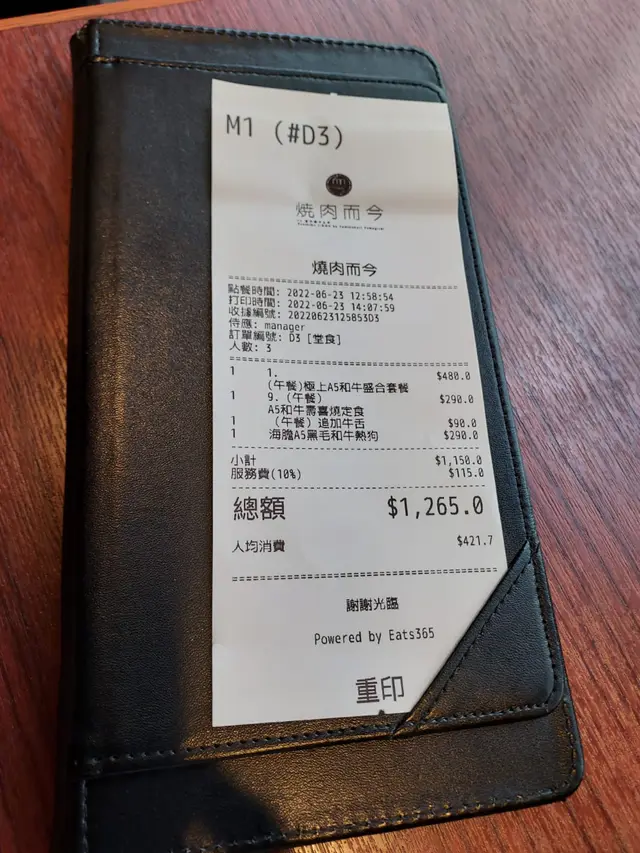 M1 (#D3)
燒肉而今
燒肉而今
點餐時間: 2022-06-23 12:58:54
打印時間: 2022-06-23 14:07:59
收據編號: 20220623125853D3
侍應: manager
訂單編號: D3 [堂食]
人數: 3
1 1. $480.0
(午餐)極上A5和牛盛合套餐
1 9. (午餐) $290.0
A5和牛壽喜燒定食
1 (午餐) 追加牛舌 $90.0
1 海膽A5黑毛和牛熱狗 $290.0
小計 $1,150.0
服務費(10%) $115.0
總額 $1,265.0
人均消費 $421.7
謝謝光臨
Powered by Eats365
重印